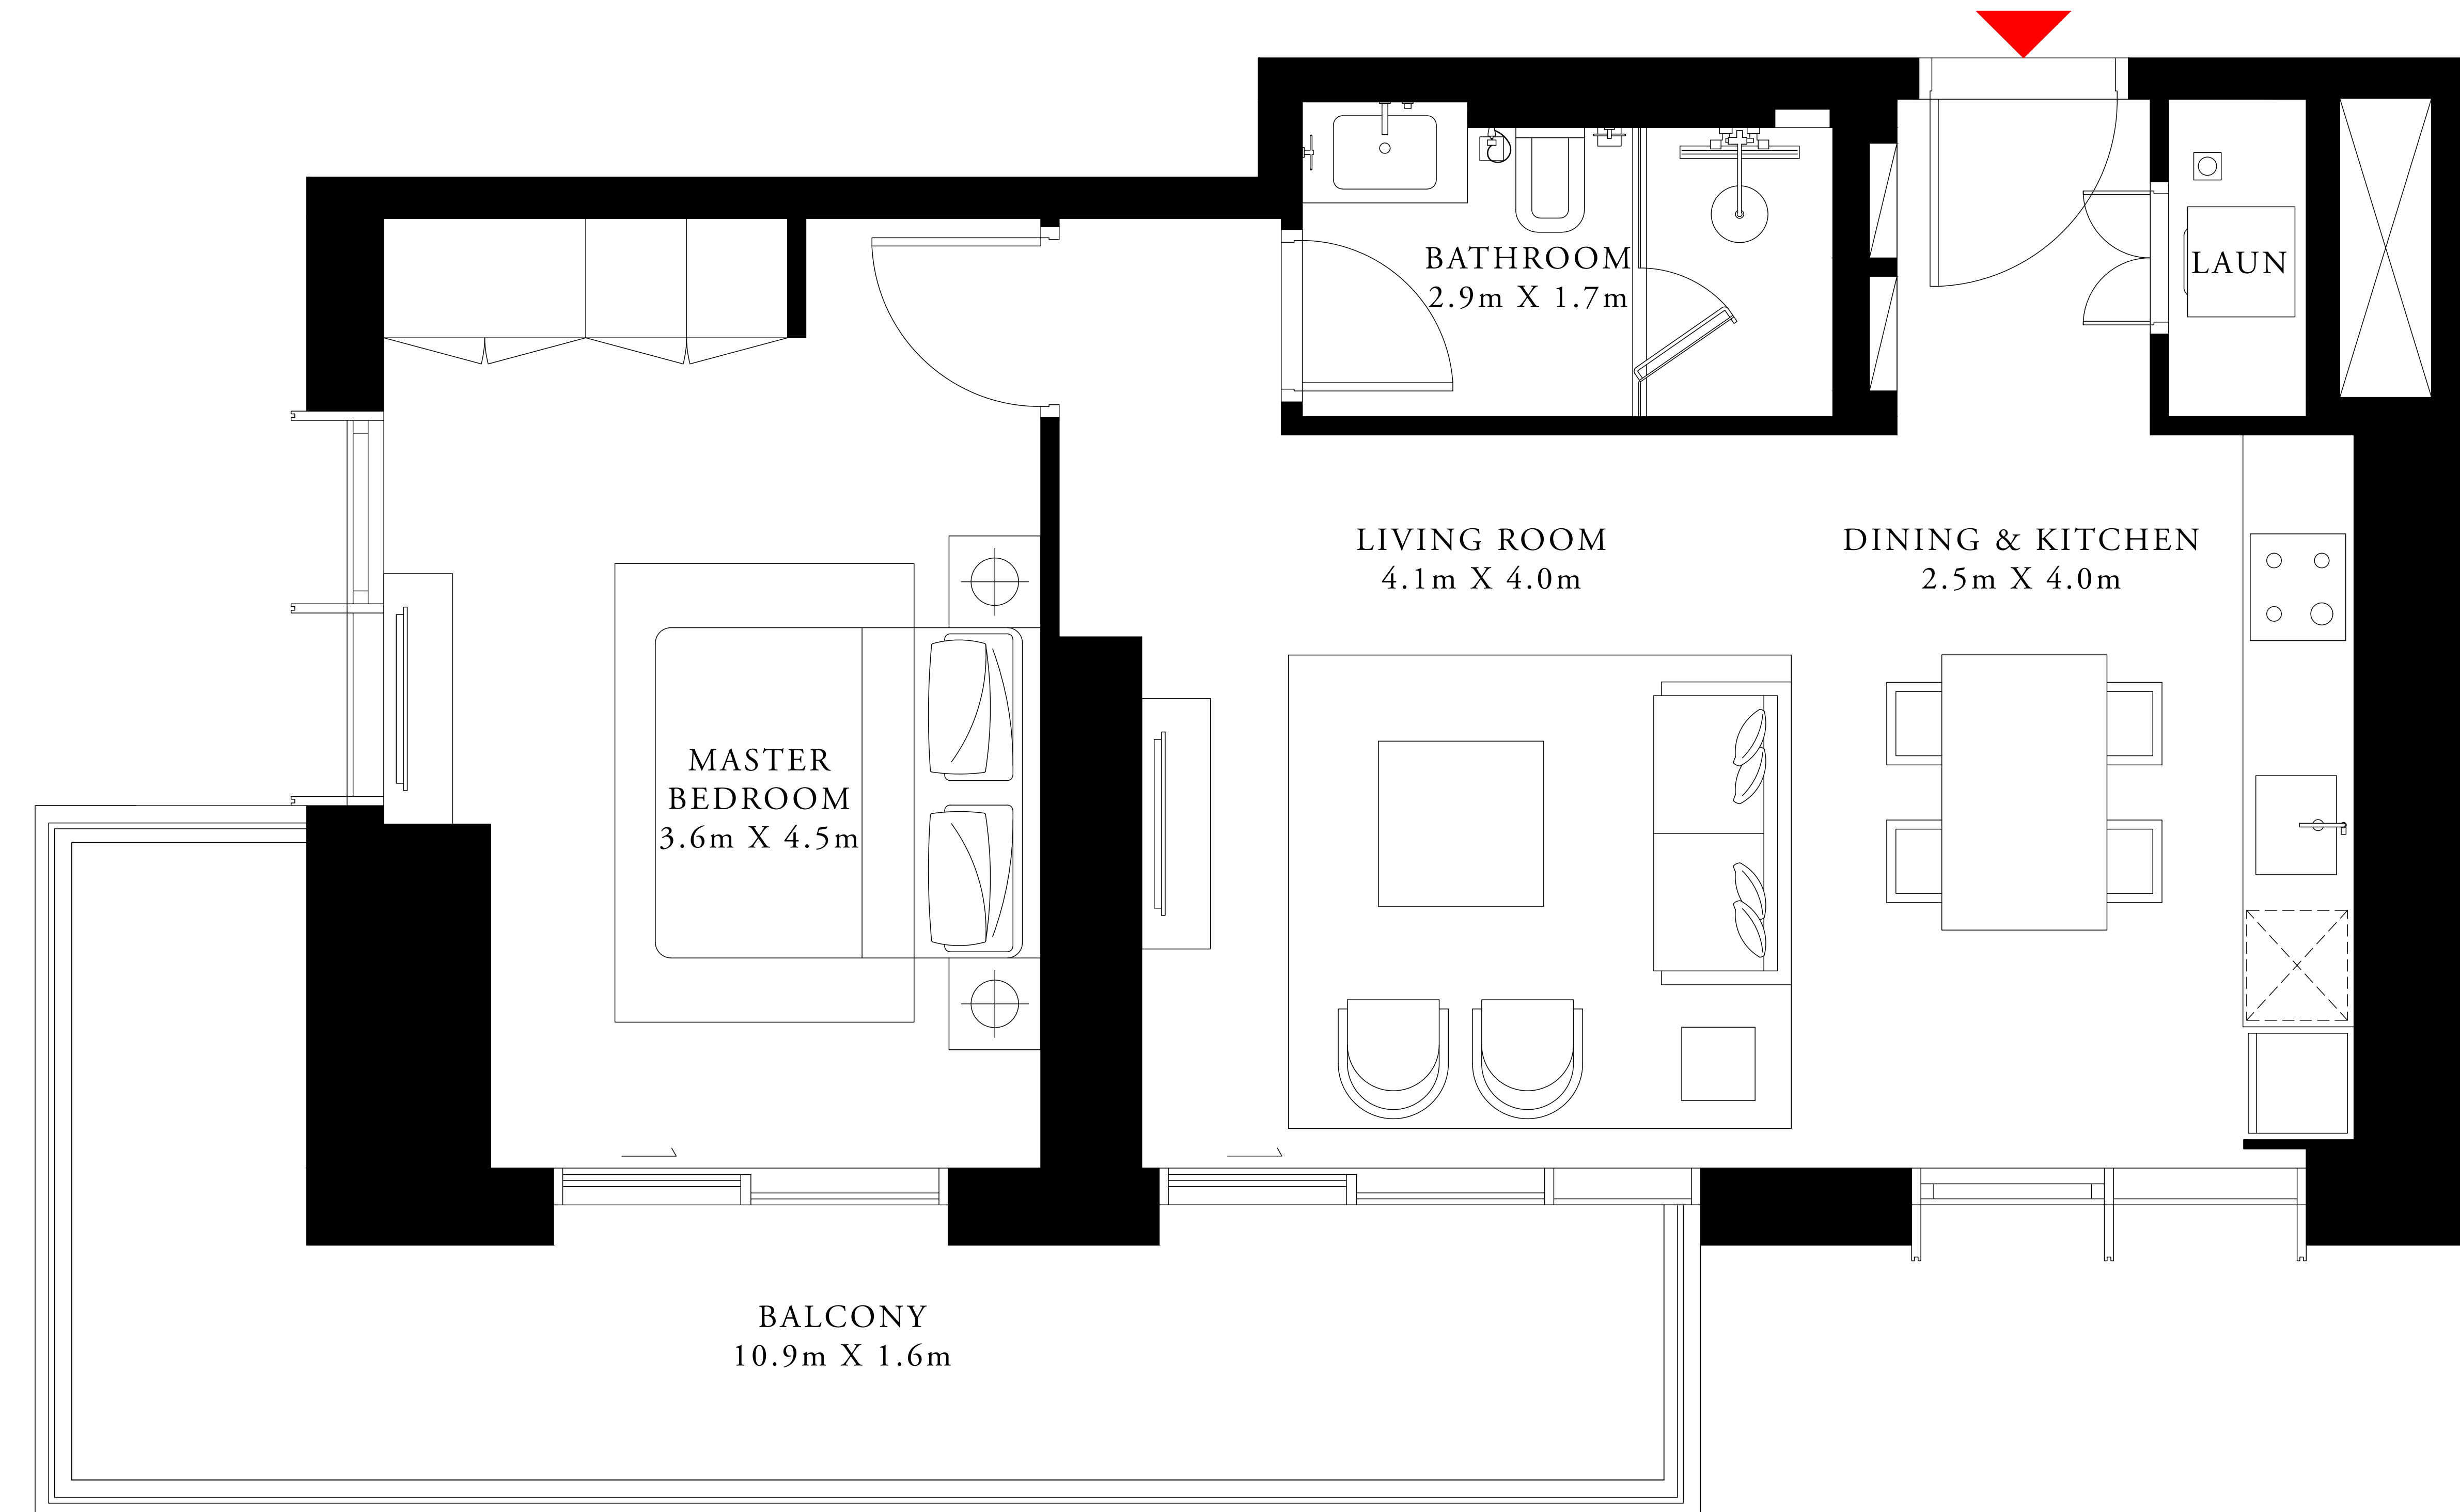 BATHROOM
2.9m X 1.7m
LAUN
LIVING ROOM
4.1m X 4.0m
DINING & KITCHEN
2.5m X 4.0m
MASTER
BEDROOM
3.6m X 4.5m
BALCONY
10.9m X 1.6m